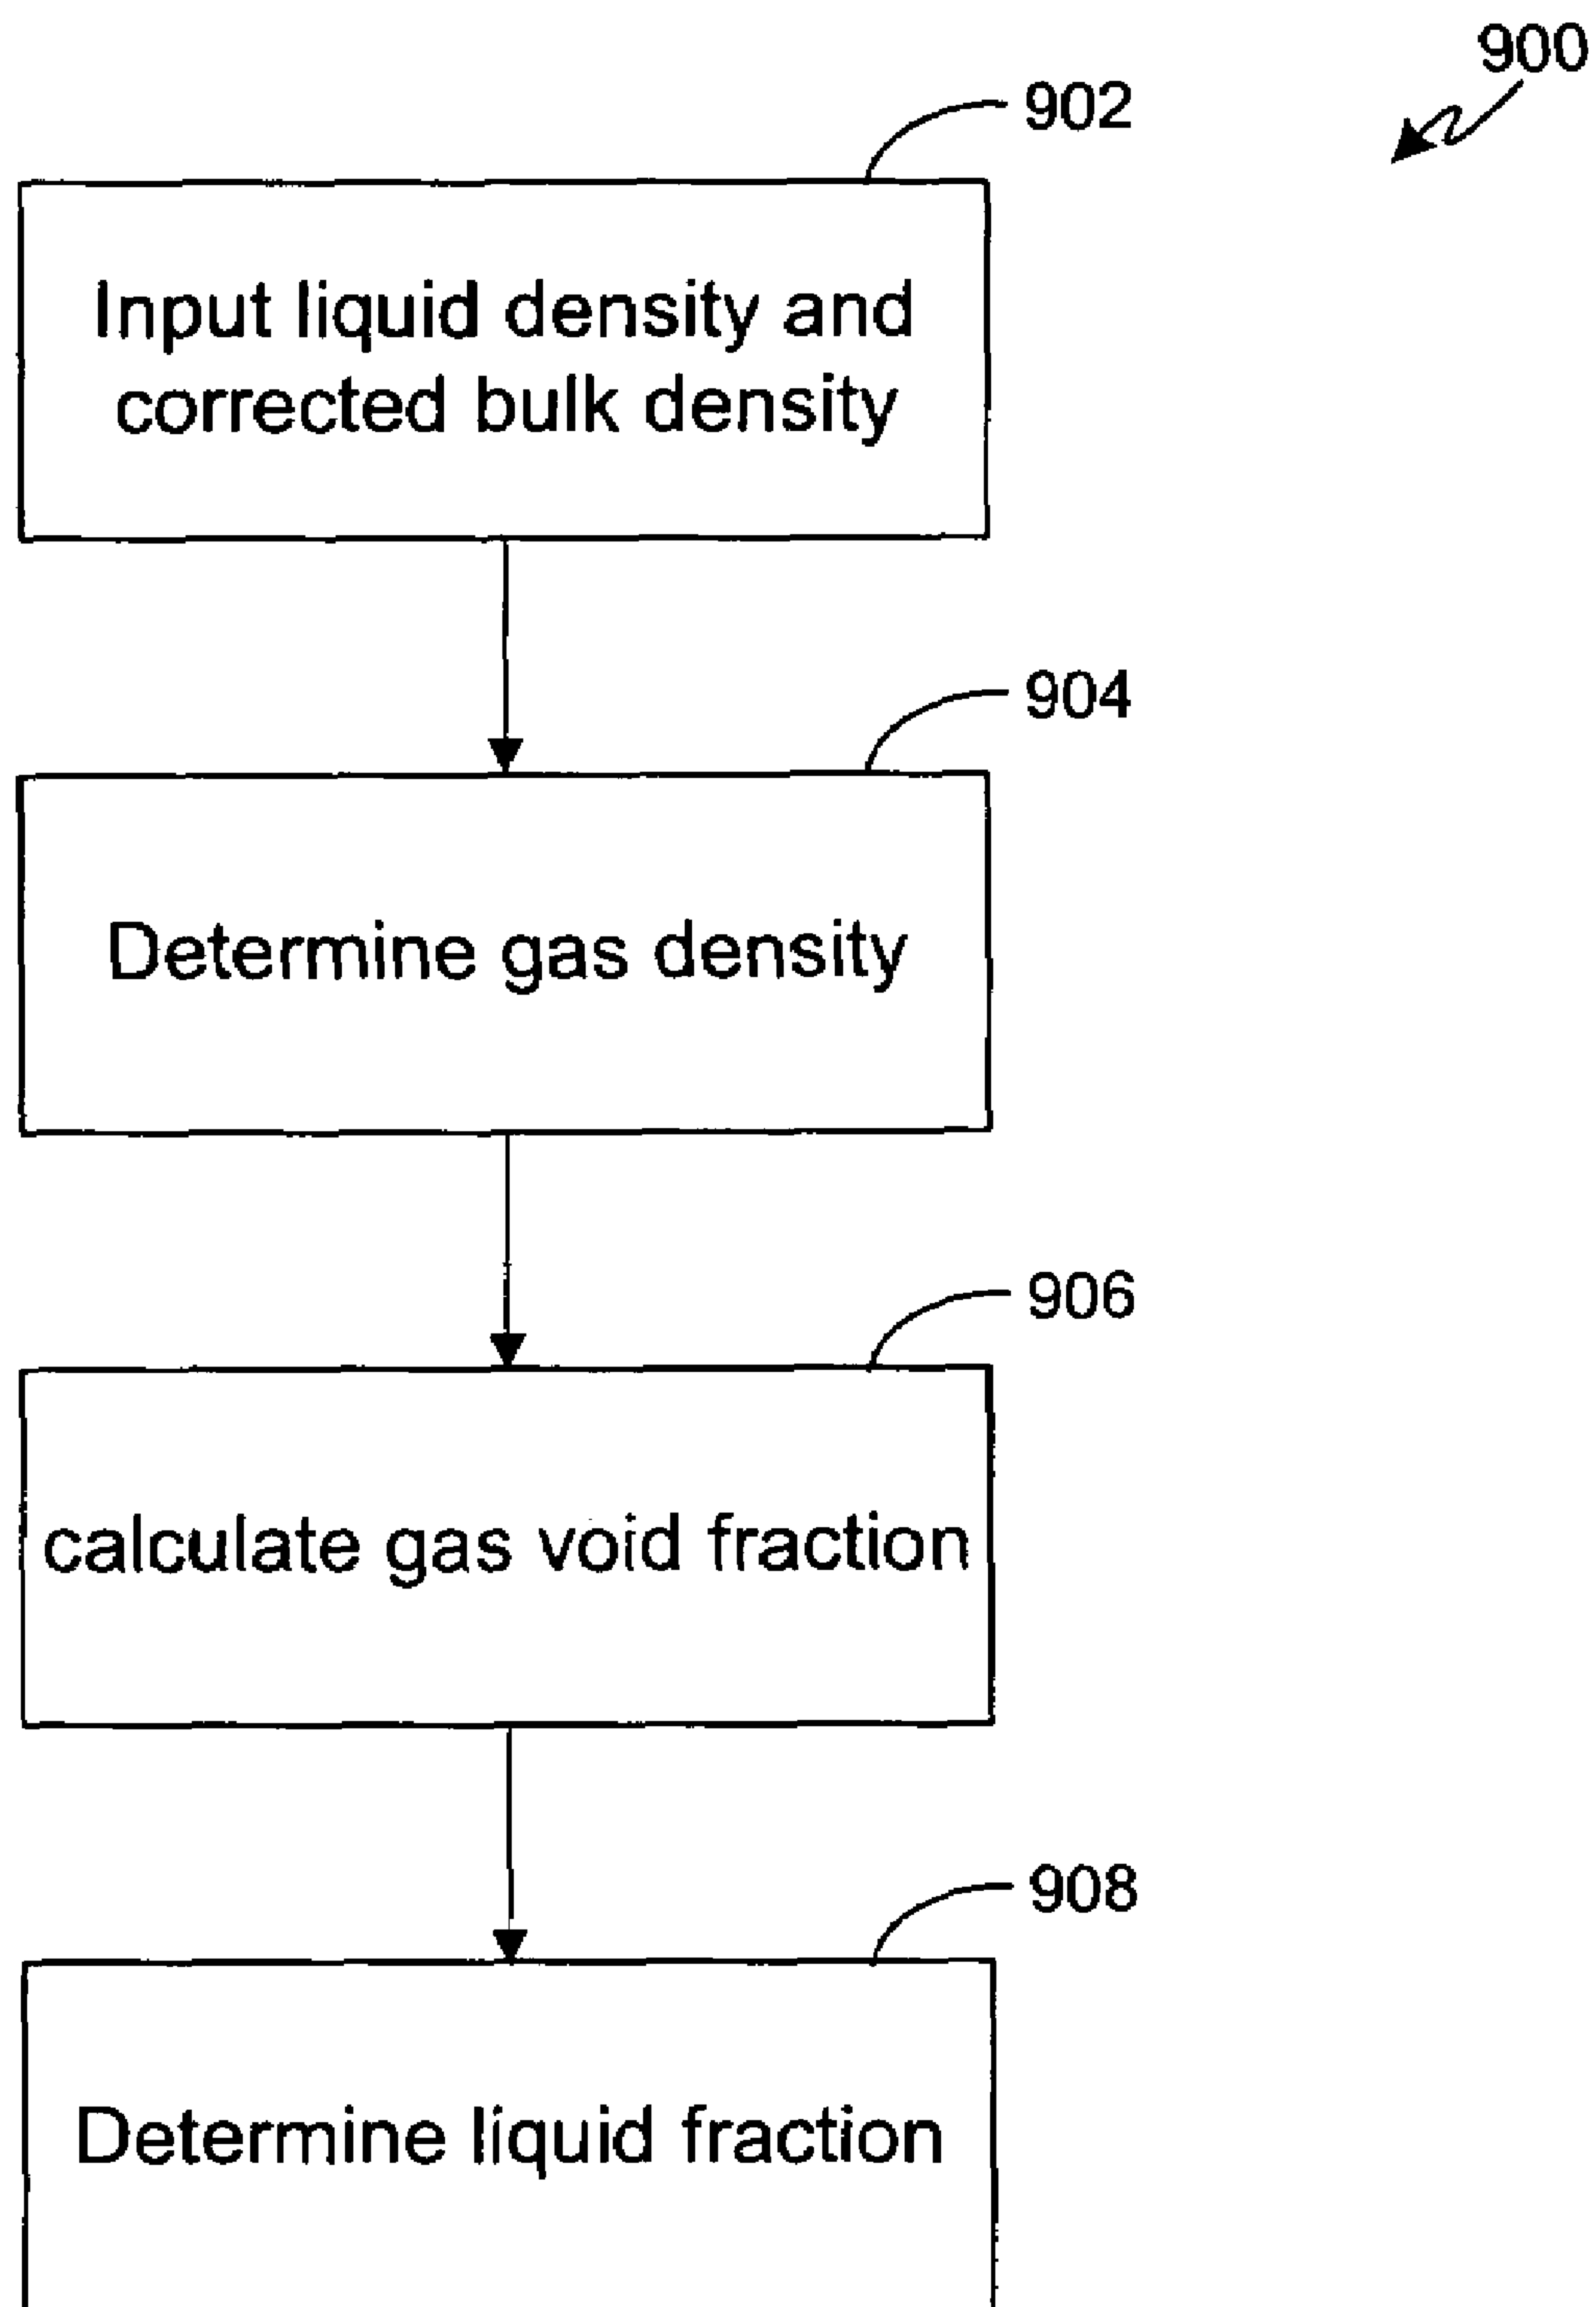 900
902
Input liquid density and
corrected bulk density
904
Determine gas density
906
calculate gas void fraction
908
Determine liquid fraction